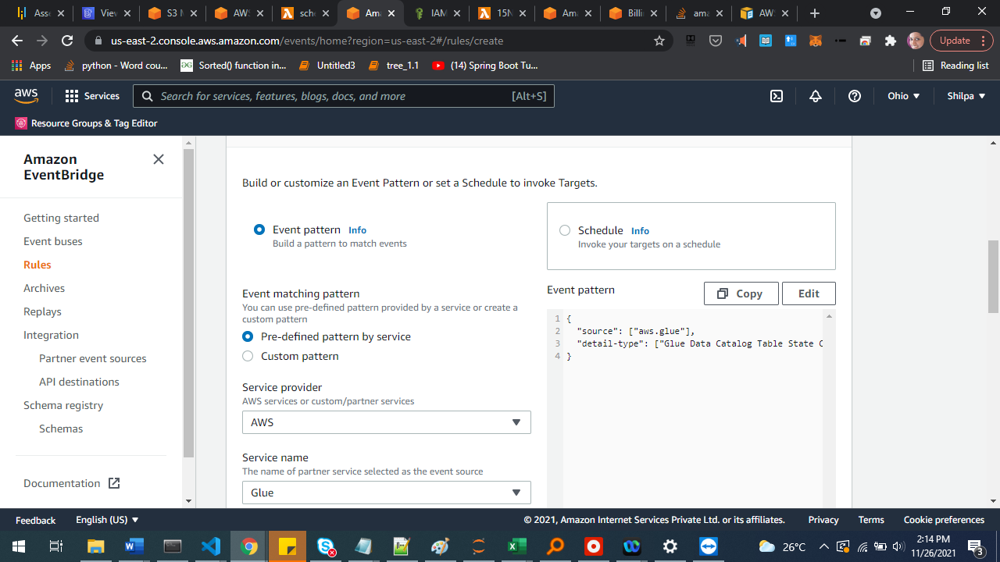 Asse
View
S3 M
AWS
sche
Ama
IAM
15N
Ama
Billin
ama
AWS
us-east-2.console.aws.amazon.com/events/home?region=us-east-2#/rules/create
Update
Apps
python - Word cou...
Sorted() function in...
Untitled3
tree_1.1
(14) Spring Boot Tu...
Reading list
aws
Services
Search for services, features, blogs, docs, and more
[Alt+S]
Ohio
Shilpa
Resource Groups & Tag Editor
Amazon
EventBridge
Getting started
Event buses
Rules
Archives
Replays
Integration
Partner event sources
API destinations
Schema registry
Schemas
Documentation
Build or customize an Event Pattern or set a Schedule to invoke Targets.
Event pattern Info
Build a pattern to match events
Schedule Info
Invoke your targets on a schedule
Event matching pattern
You can use pre-defined pattern provided by a service or create a
custom pattern
Pre-defined pattern by service
Custom pattern
Service provider
AWS services or custom/partner services
AWS
Service name
The name of partner service selected as the event source
Glue
Event pattern
Copy
Edit
1 {
2 "source": ["aws.glue"],
3 "detail-type": ["Glue Data Catalog Table State C
4 }
Feedback
English (US)
© 2021, Amazon Internet Services Private Ltd. or its affiliates.
Privacy
Terms
Cookie preferences
26°C
2:14 PM
11/26/2021
3